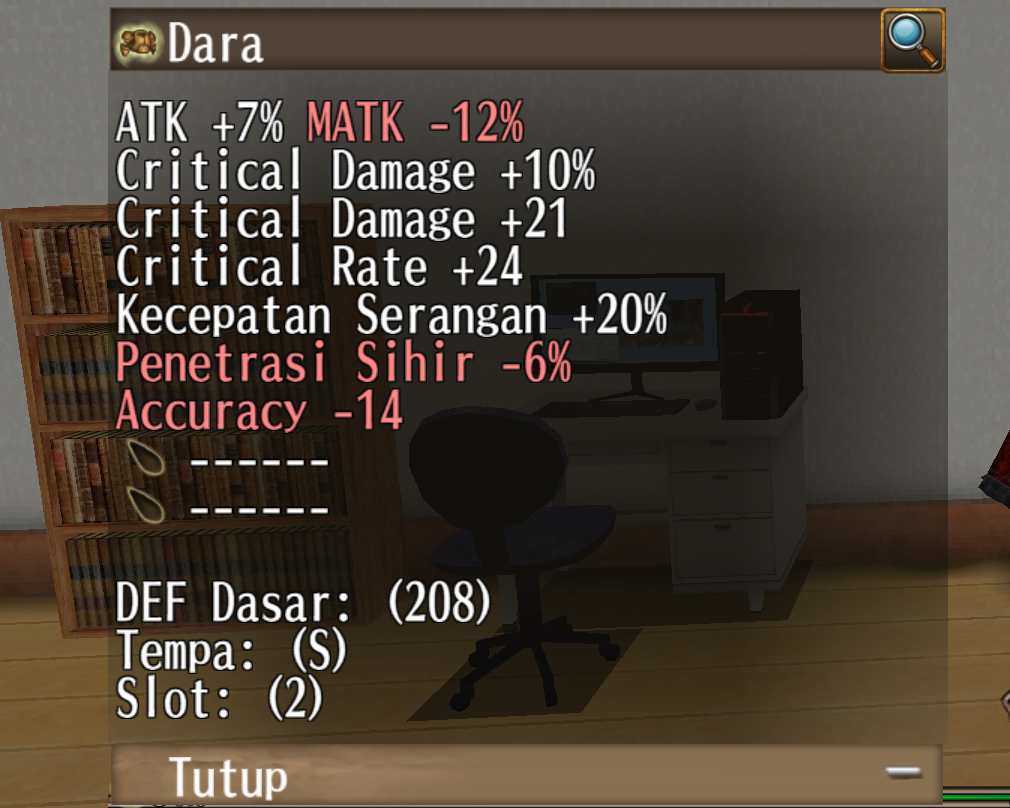 Dara
ATK +7% MATK -12%
Critical Damage +10%
Critical Damage +21
Critical Rate +24
Kecepatan Serangan +20%
Penetrasi Sihir -6%
Accuracy -14
------
------
DEF Dasar: (208)
Tempa: (S)
Slot: (2)
Tutup